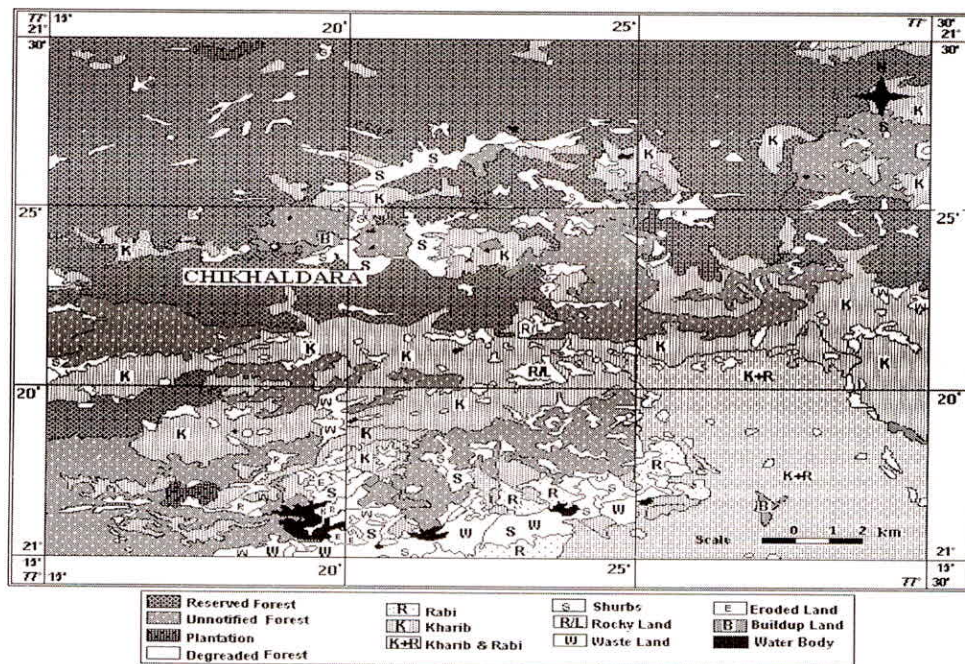 77° 15' 20' 25' 77° 30'
21° 21°
30' N 30'
S
K
K K
S
S
K K
25' E R 25'
B S
K K
CHIKHALDARA S
K W
R/L
K K K
K R/L K+R K
20' 20'
W K
W
K K
K
R
E S R K+R
S R
R R W
B
W S W
S W Scale 0 1 2 km
21° W W R 21°
15' 15'
77° 15' 20' 25' 77° 30'
Reserved Forest R Rabi S Shurbs E Eroded Land
Unnotified Forest K Kharib R/L Rocky Land B Buildup Land
Plantation K+R Kharib & Rabi W Waste Land Water Body
Degreaded Forest